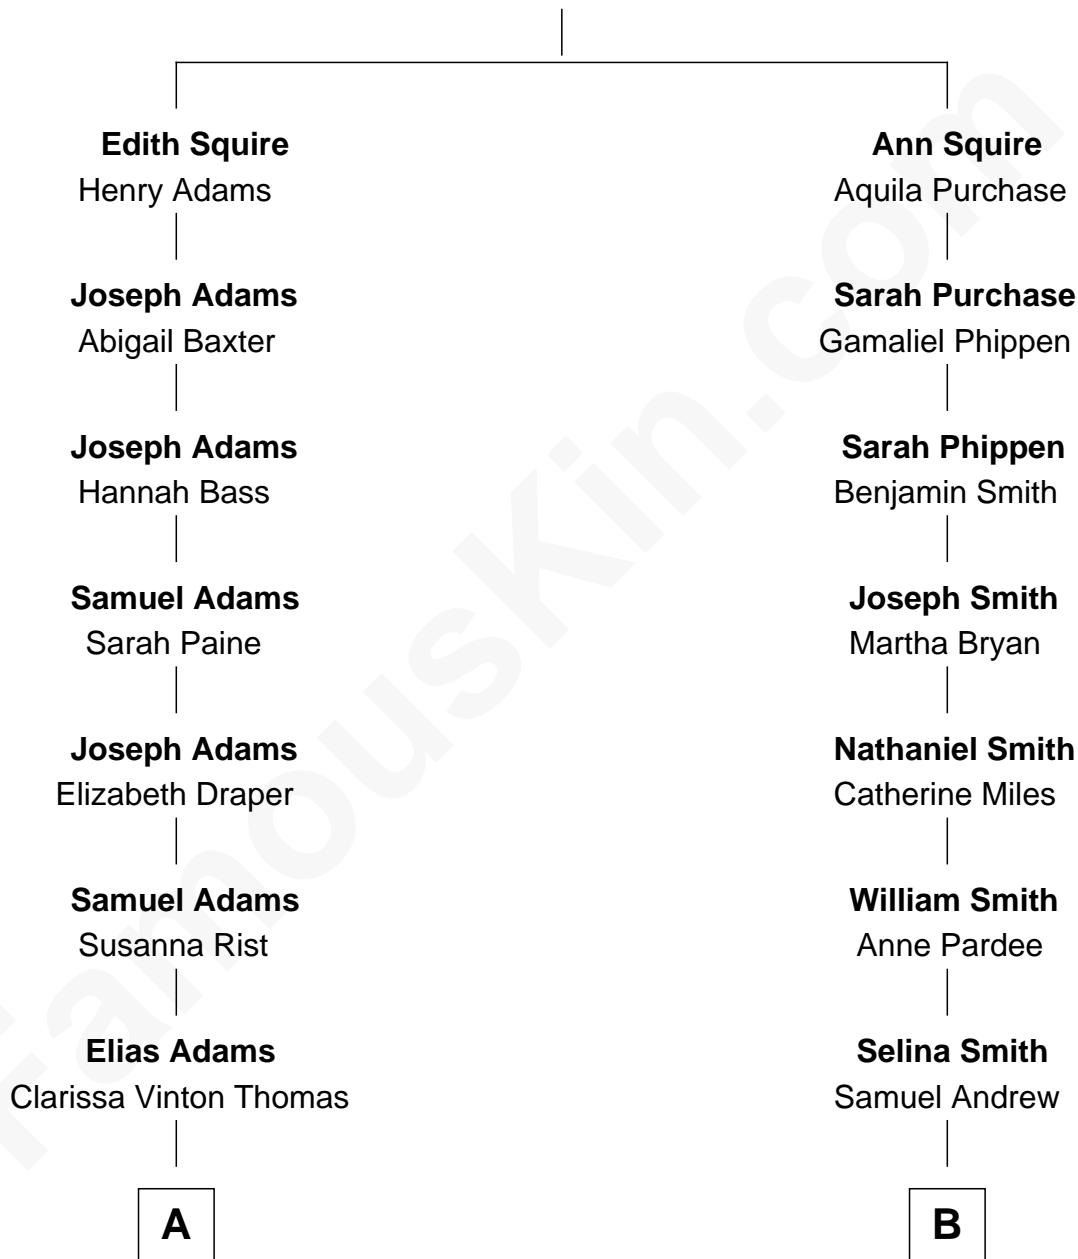 Edith Squire
Henry Adams
Joseph Adams
Abigail Baxter
Joseph Adams
Hannah Bass
Samuel Adams
Sarah Paine
Joseph Adams
Elizabeth Draper
Samuel Adams
Susanna Rist
Elias Adams
Clarissa Vinton Thomas
A
Ann Squire
Aquila Purchase
Sarah Purchase
Gamaliel Phippen
Sarah Phippen
Benjamin Smith
Joseph Smith
Martha Bryan
Nathaniel Smith
Catherine Miles
William Smith
Anne Pardee
Selina Smith
Samuel Andrew
B
FamousKin.com